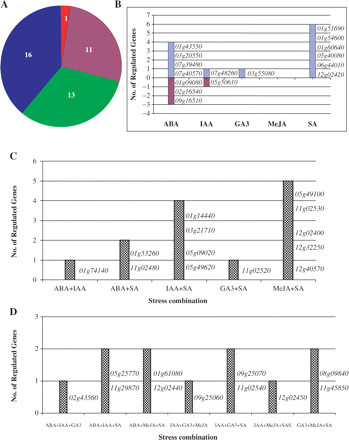 A
1
11
13
16
B
No. of Regulated Genes
6
5
4
3
2
1
0
−1
−2
−3
−4
01g43550
03g20550
07g39480
07g40570
01g09080
02g16540
09g16510
07g48260
05g50610
03g55080
01g51690
01g54600
01g60640
05g40080
06g44010
12g02420
ABA IAA GA3 MeJA SA
C
No. of Regulated Genes
6
5
4
3
2
1
0
01g74140
01g53260
11g02480
01g14440
03g21710
05g09020
05g49620
11g02520
05g49100
11g02530
12g02400
12g32250
12g40570
ABA+IAA ABA+SA IAA+SA GA3+SA MeJA+SA
Stress combination
D
No. of Regulated Genes
3
2
1
0
02g43560
05g25770
11g29870
01g61080
12g02440
09g25060
09g25070
11g02540
12g02450
08g09840
11g45850
ABA+IAA+GA3 ABA+IAA+SA ABA+MeJA+SA IAA+GA3+MeJA IAA+GA3+SA IAA+MeJA+SAS GA3+MeJA+SA
Stress combination